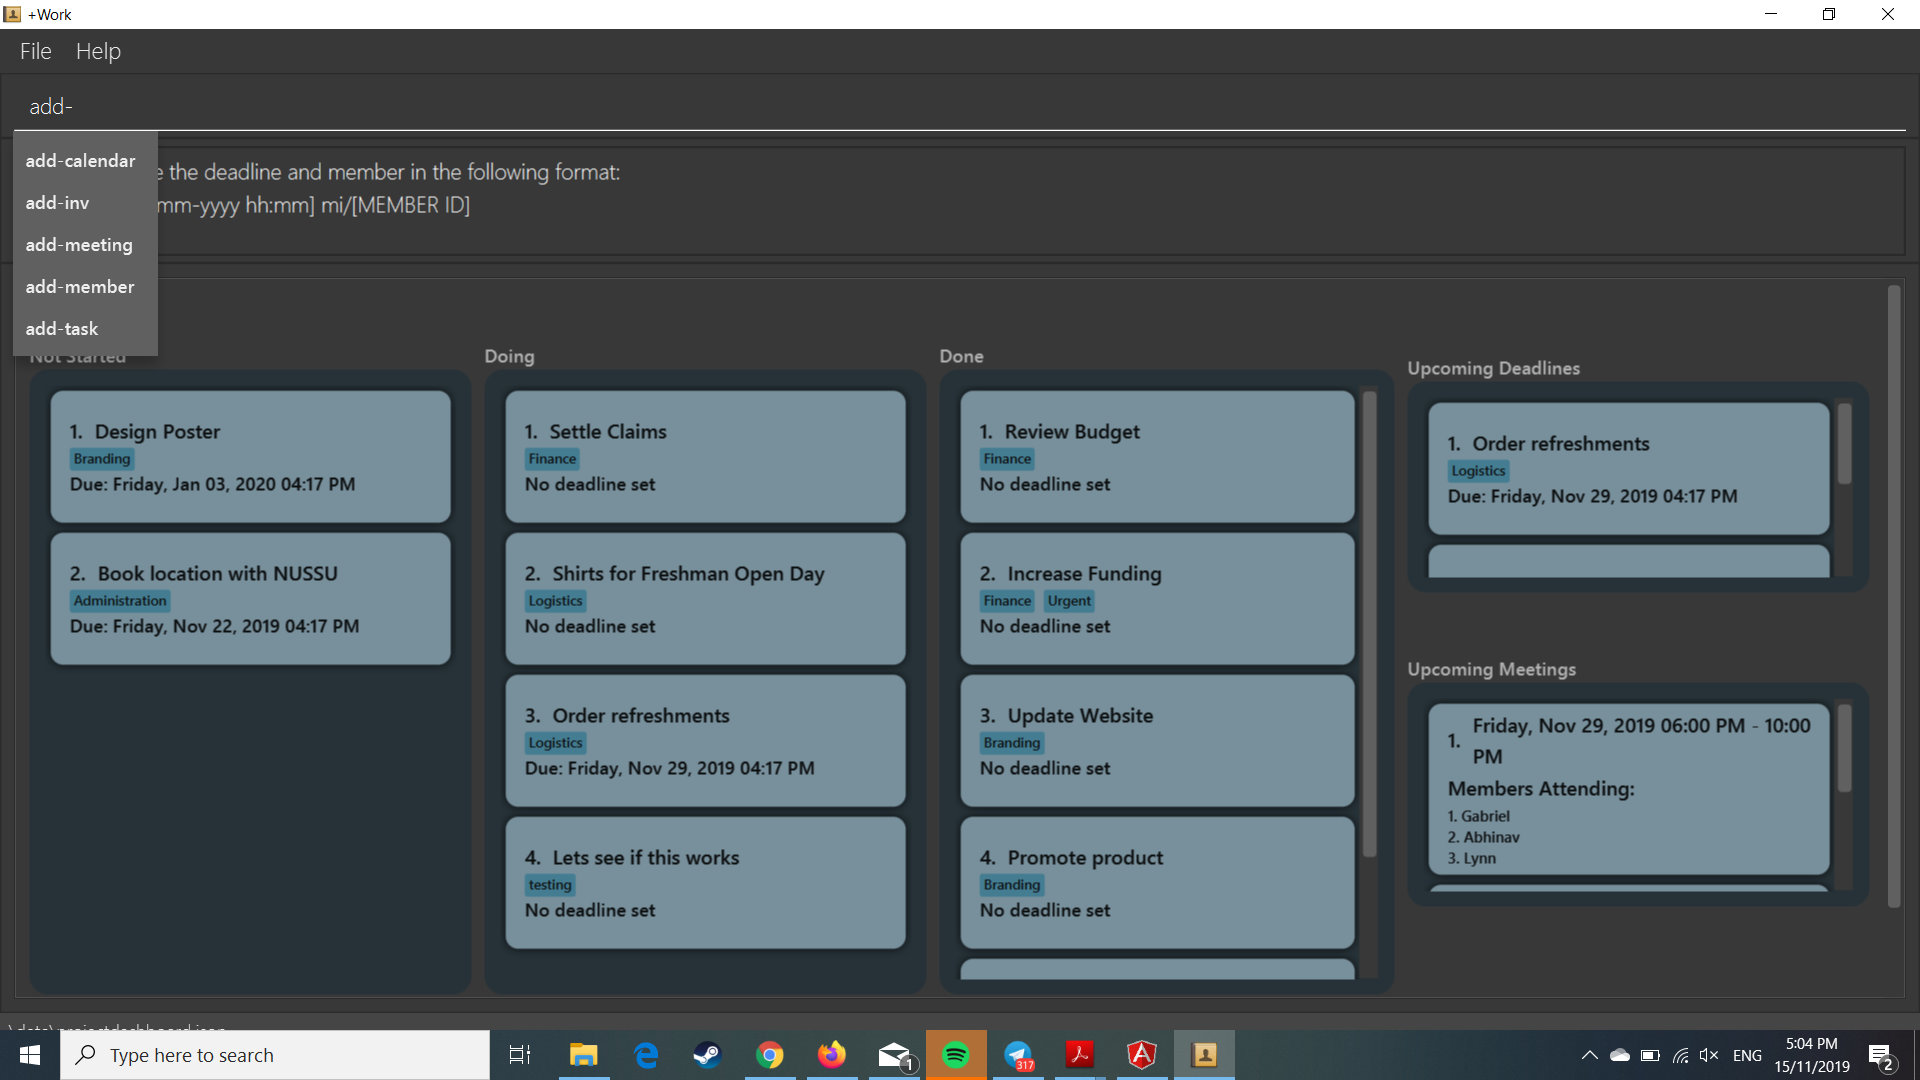 +Work
File Help
add-
add-calendar
add-inv
add-meeting
add-member
add-task
the deadline and member in the following format:
mm-yyyy hh:mm] mi/[MEMBER ID]
Not Started
1. Design Poster
Branding
Due: Friday, Jan 03, 2020 04:17 PM
2. Book location with NUSSU
Administration
Due: Friday, Nov 22, 2019 04:17 PM
Doing
1. Settle Claims
Finance
No deadline set
2. Shirts for Freshman Open Day
Logistics
No deadline set
3. Order refreshments
Logistics
Due: Friday, Nov 29, 2019 04:17 PM
4. Lets see if this works
testing
No deadline set
Done
1. Review Budget
Finance
No deadline set
2. Increase Funding
Finance Urgent
No deadline set
3. Update Website
Branding
No deadline set
4. Promote product
Branding
No deadline set
Upcoming Deadlines
1. Order refreshments
Logistics
Due: Friday, Nov 29, 2019 04:17 PM
Upcoming Meetings
1. Friday, Nov 29, 2019 06:00 PM - 10:00
PM
Members Attending:
1. Gabriel
2. Abhinav
3. Lynn
Type here to search
1
317
ENG
5:04 PM
15/11/2019
2